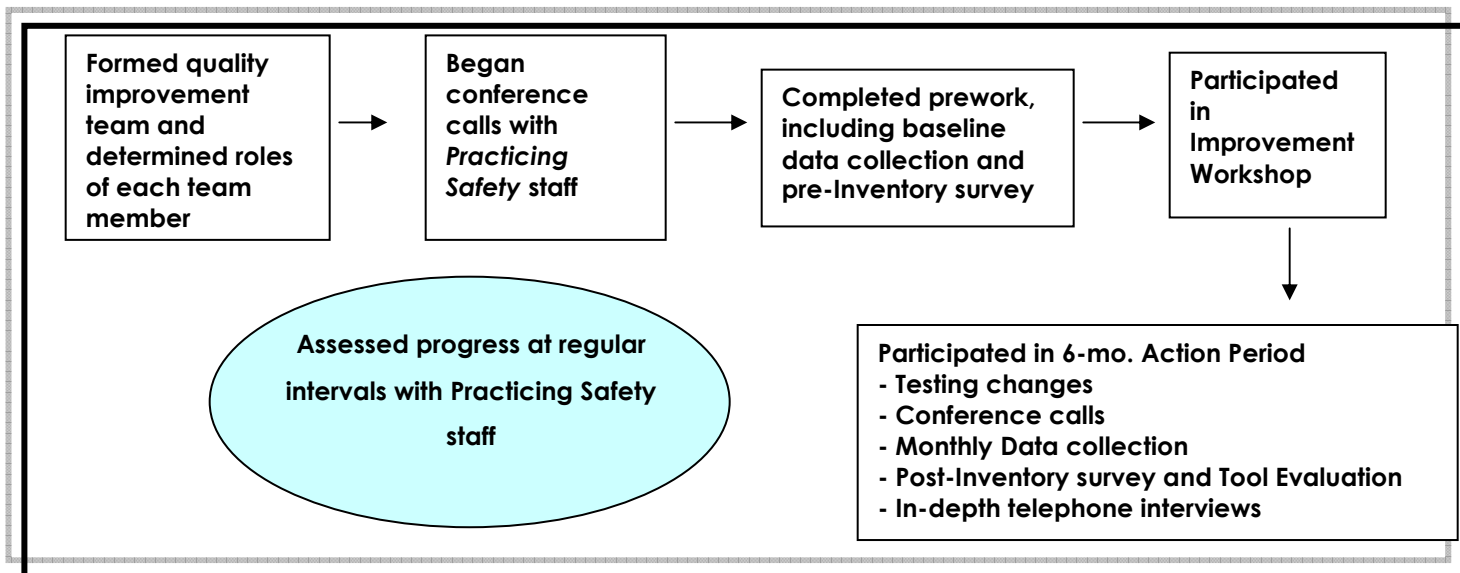 Formed quality
improvement
team and
determined roles
of each team
member
Began
conference
calls with
Practicing
Safety staff
Completed prework,
including baseline
data collection and
pre-Inventory survey
Participated
in
Improvement
Workshop
Assessed progress at regular
intervals with Practicing Safety
staff
Participated in 6-mo. Action Period
- Testing changes
- Conference calls
- Monthly Data collection
- Post-Inventory survey and Tool Evaluation
- In-depth telephone interviews